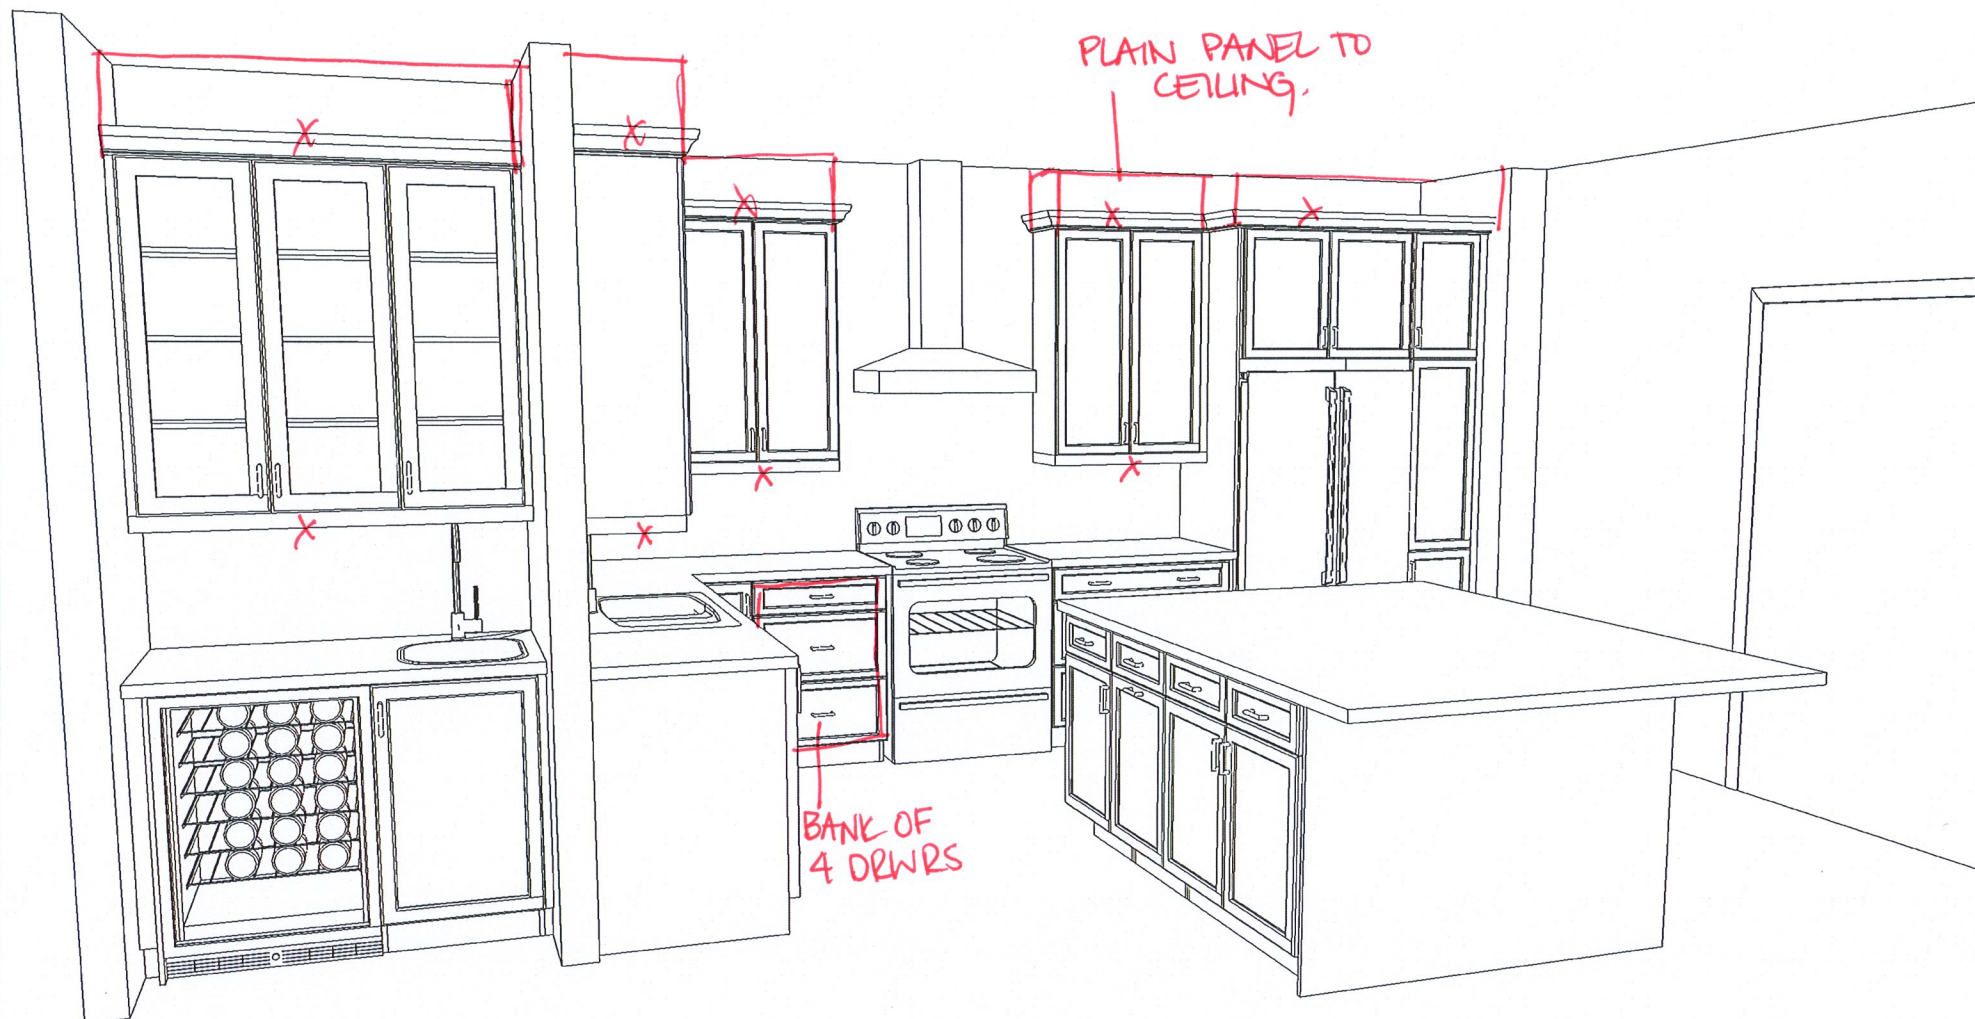 PLAIN PANEL TO
CEILING.
X
X
X
X
X
X
X
X
X
BANK OF
4 DRWRS